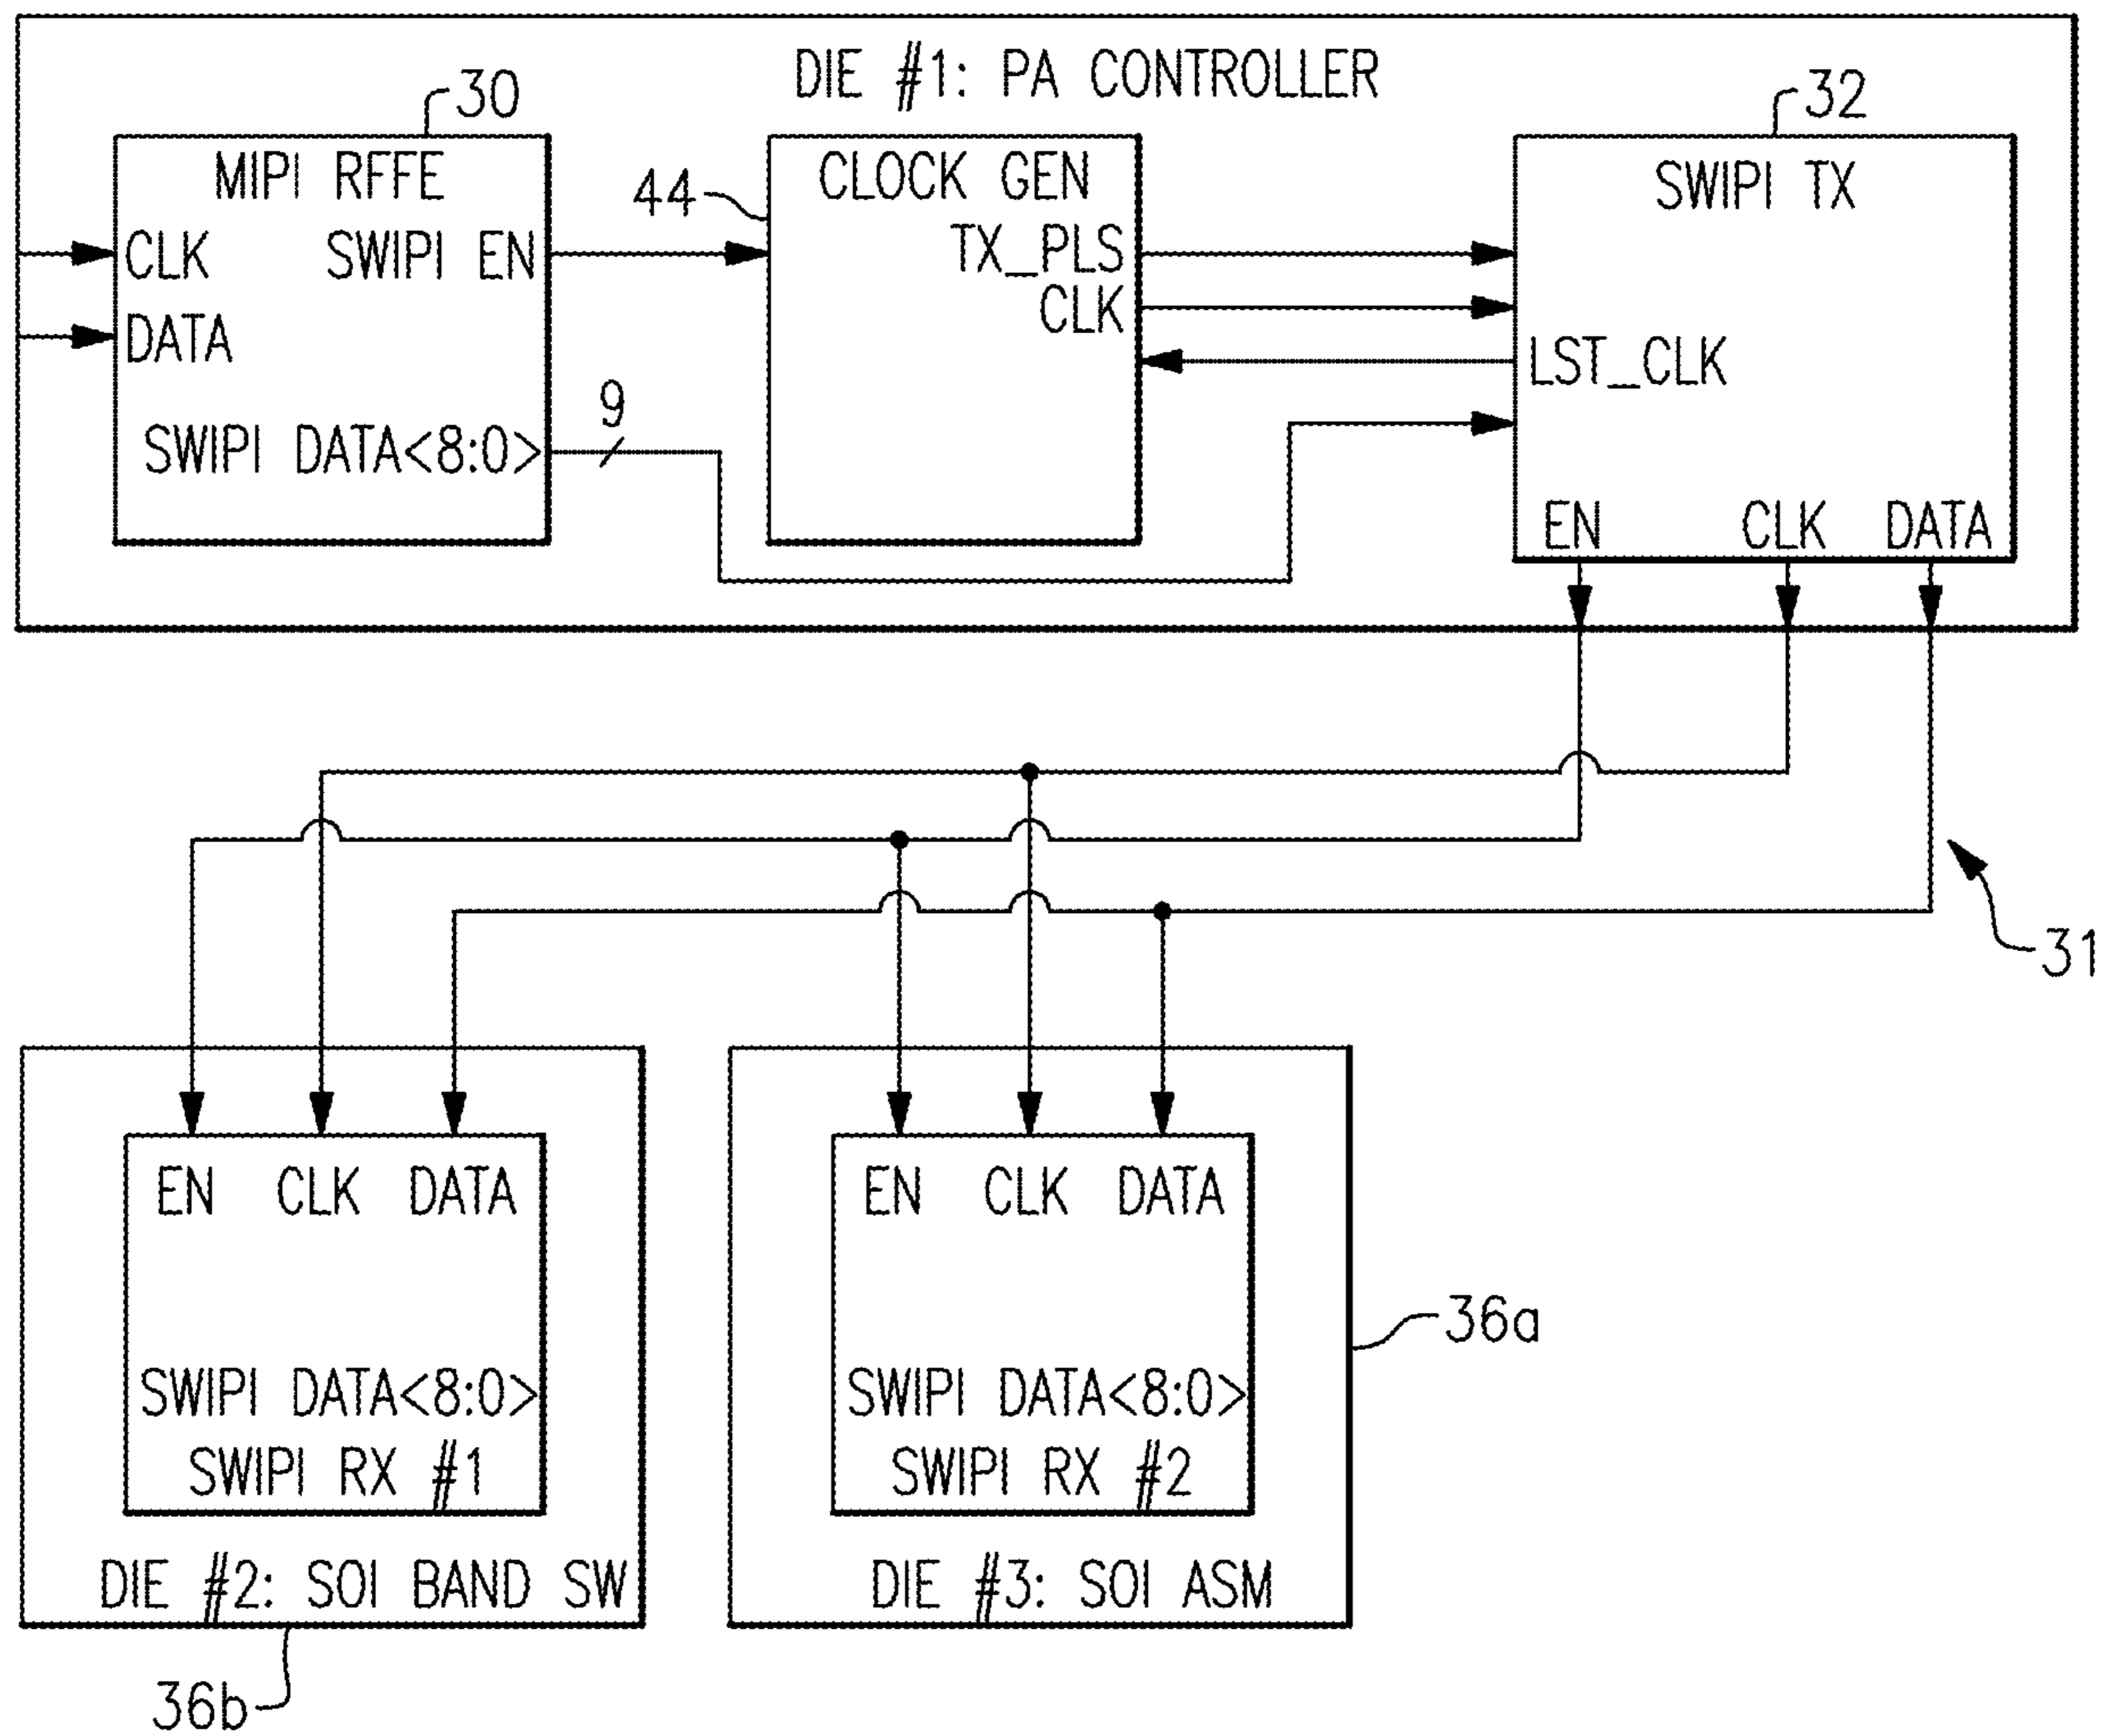 DIE #1: PA CONTROLLER
30
32
MIPI RFFE
CLOCK GEN
SWIPI TX
44
CLK
SWIPI EN
TX_PLS
CLK
DATA
LST_CLK
9
SWIPI DATA<8:0>
EN
CLK
DATA
31
EN CLK DATA
EN CLK DATA
36a
SWIPI DATA<8:0>
SWIPI DATA<8:0>
SWIPI RX #1
SWIPI RX #2
DIE #2: SOI BAND SW
DIE #3: SOI ASM
36b